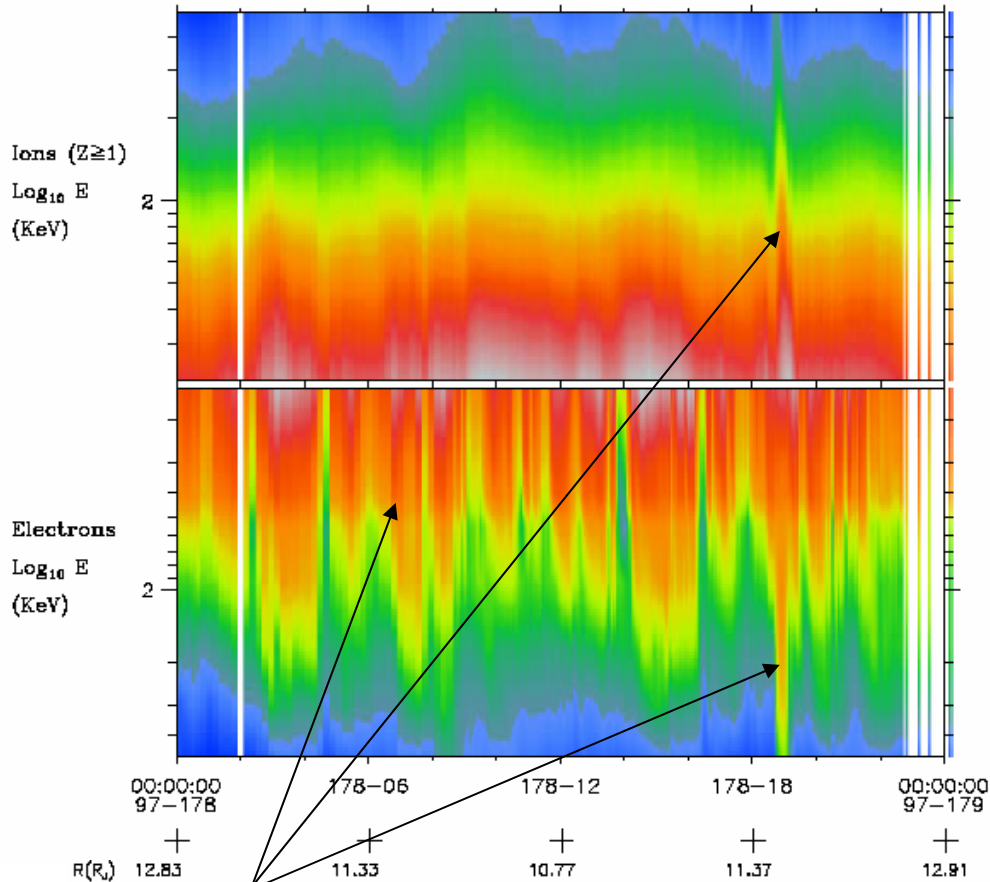 Ions (Z≧1)
Log₁₀ E
(KeV)
2
Electrons
Log₁₀ E
(KeV)
2
00:00:00 178-06 178-12 178-18 00:00:00
97-178 97-179
R(R_J) 12.83 11.33 10.77 11.37 12.91